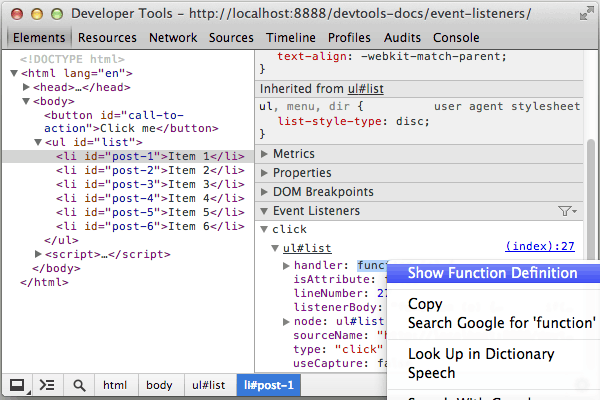 Developer Tools - http://localhost:8888/devtools-docs/event-listeners/
Elements Resources Network Sources Timeline Profiles Audits Console
<!DOCTYPE html>
<html lang="en">
<head>…</head>
<body>
<button id="call-to-
action">Click me</button>
<ul id="list">
<li id="post-1">Item 1</li>
<li id="post-2">Item 2</li>
<li id="post-3">Item 3</li>
<li id="post-4">Item 4</li>
<li id="post-5">Item 5</li>
<li id="post-6">Item 6</li>
</ul>
<script>…</script>
</body>
</html>
text-align: -webkit-match-parent;
}
Inherited from ul#list
ul, menu, dir { user agent stylesheet
list-style-type: disc;
}
Metrics
Properties
DOM Breakpoints
Event Listeners
click
ul#list (index):27
handler: func
isAttribute:
lineNumber: 2
listenerBody:
node: ul#list
sourceName: "h
type: "click"
useCapture: fa
Show Function Definition
Copy
Search Google for 'function'
Look Up in Dictionary
Speech
html body ul#list li#post-1